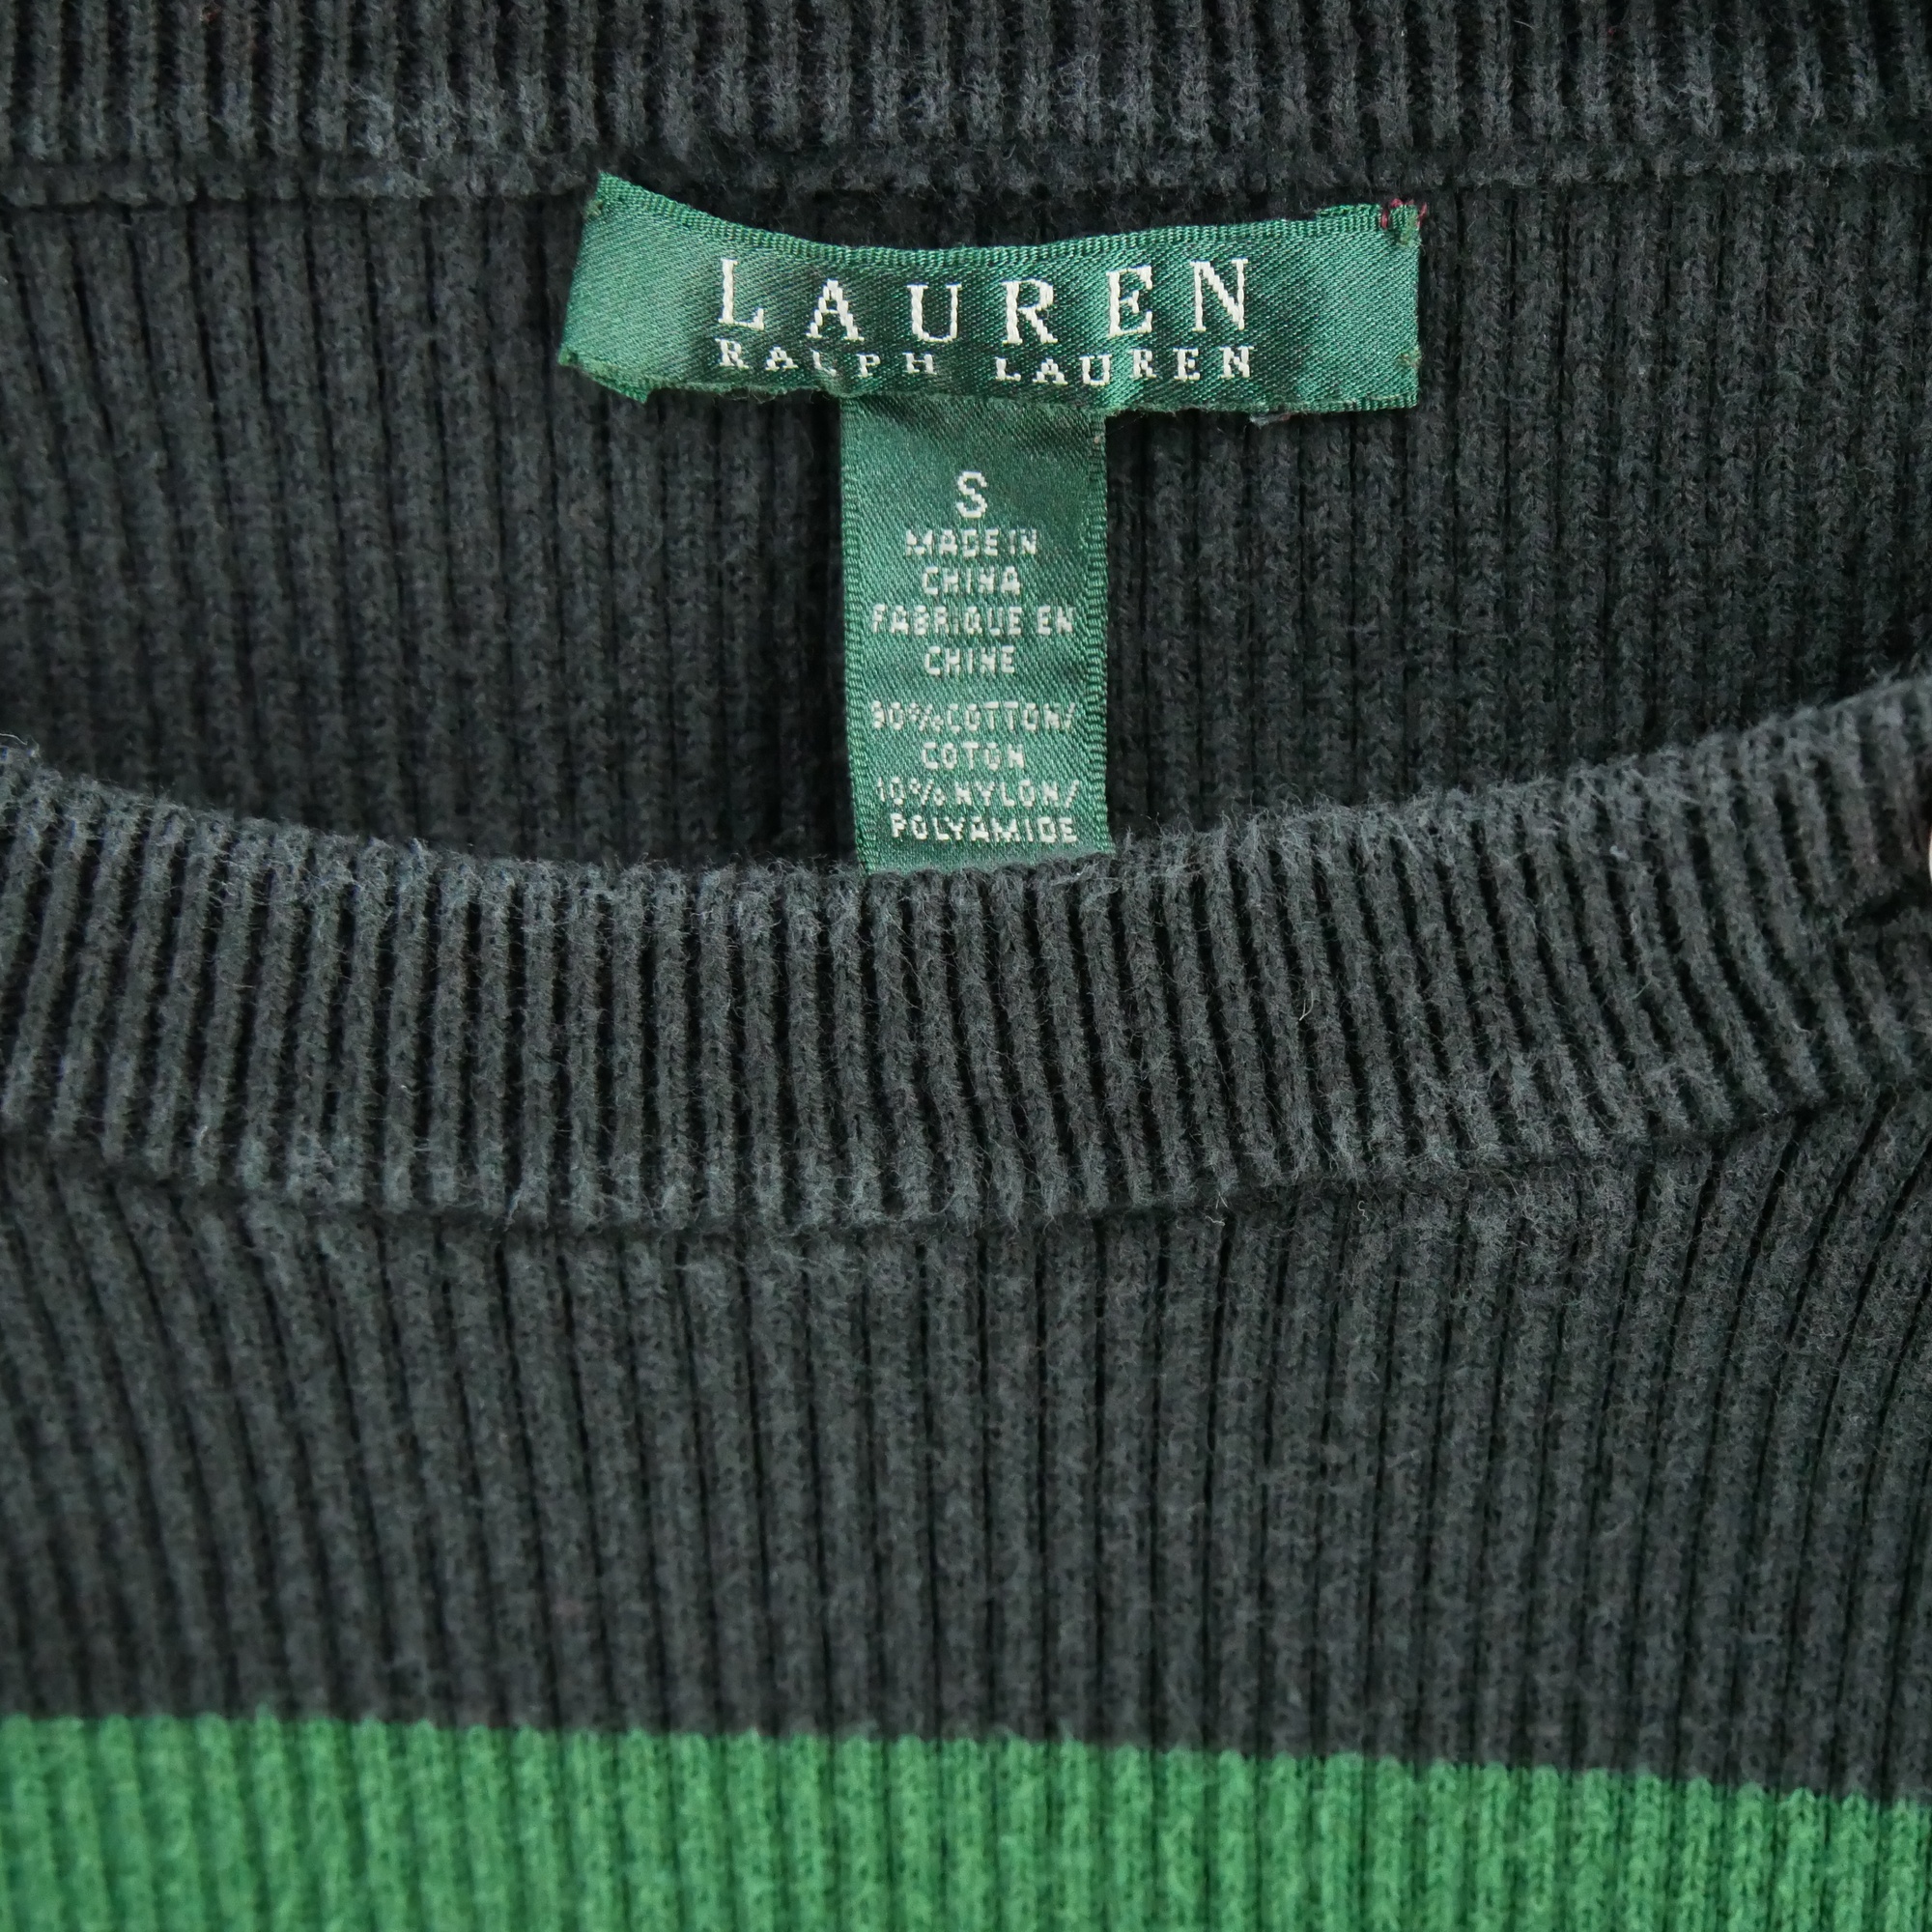 LAUREN
RALPH LAUREN
S
MADE IN
CHINA
FABRIQUE EN
CHINE
90%COTTON/
COTON
10%NYLON/
POLYAMIDE